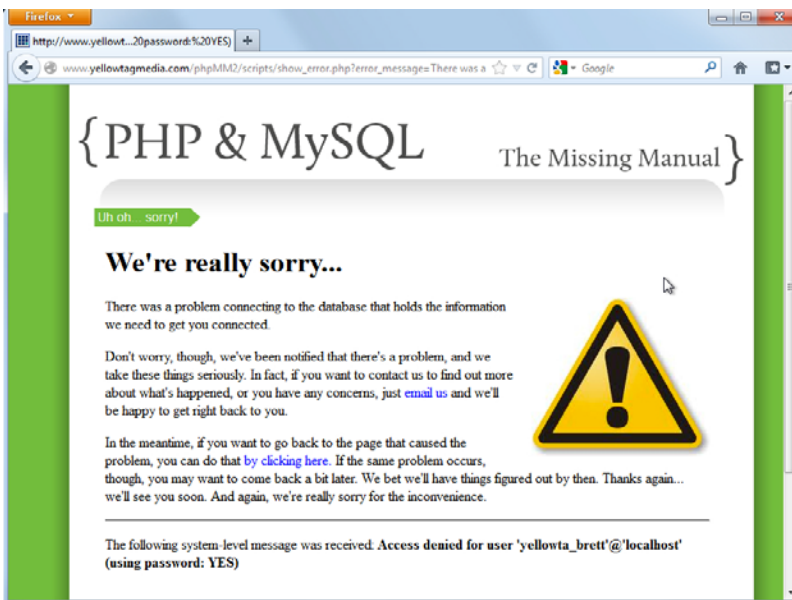 Firefox
http://www.yellowt...20password:%20YES)
www.yellowtagmedia.com/phpMM2/scripts/show_error.php?error_message=There was a
Google
{PHP & MySQL
The Missing Manual}
Uh oh... sorry!
We're really sorry...
There was a problem connecting to the database that holds the information
we need to get you connected.
Don't worry, though, we've been notified that there's a problem, and we
take these things seriously. In fact, if you want to contact us to find out more
about what's happened, or you have any concerns, just email us and we'll
be happy to get right back to you.
In the meantime, if you want to go back to the page that caused the
problem, you can do that by clicking here. If the same problem occurs,
though, you may want to come back a bit later. We bet we'll have things figured out by then. Thanks again...
we'll see you soon. And again, we're really sorry for the inconvenience.
The following system-level message was received: Access denied for user 'yellowta_brett'@'localhost'
(using password: YES)